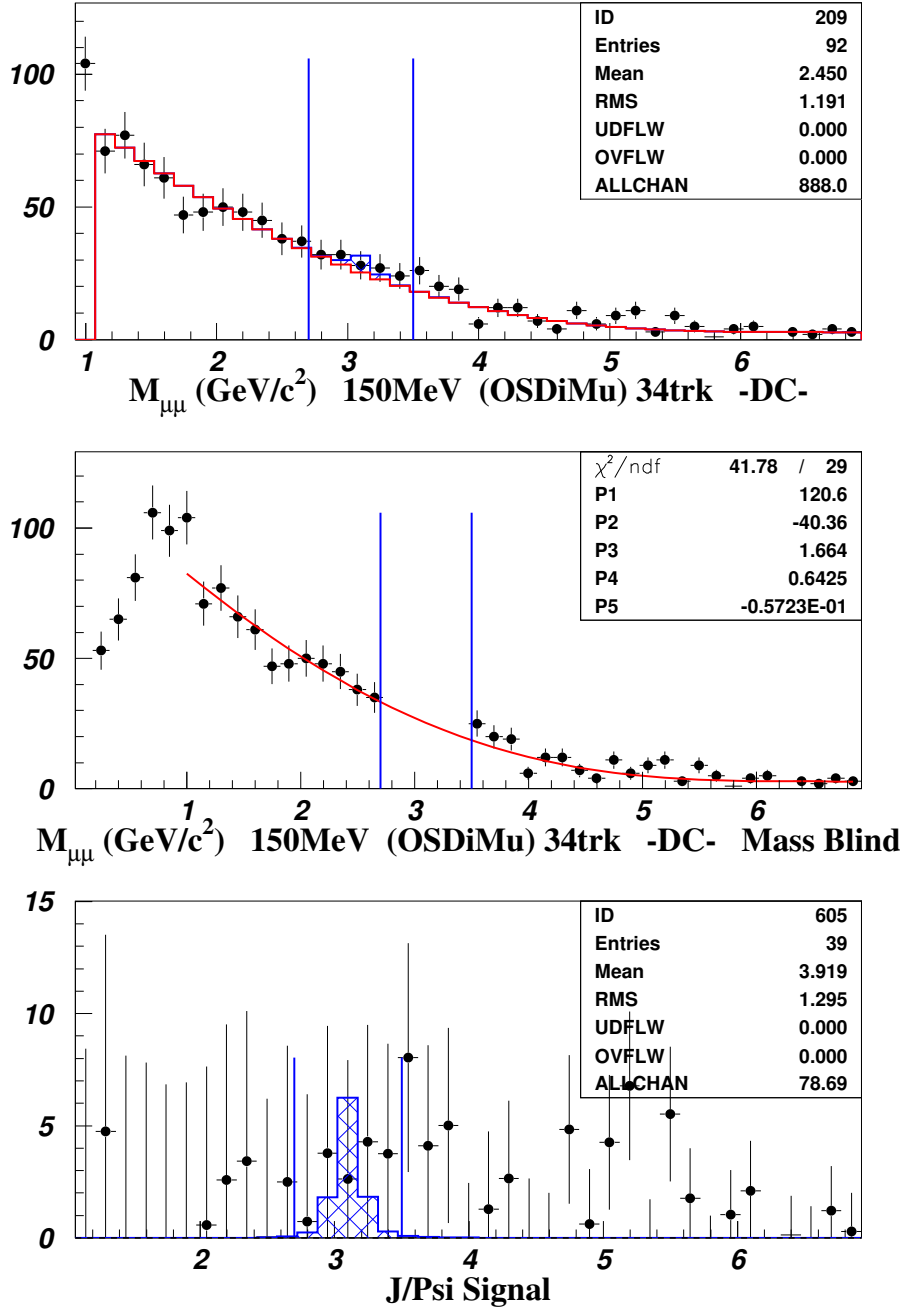 ID 209
Entries 92
Mean 2.450
RMS 1.191
UDFLW 0.000
OVFLW 0.000
ALLCHAN 888.0
100
50
0
1 2 3 4 5 6
Mμμ (GeV/c²) 150MeV (OSDiMu) 34trk -DC-
χ²/ndf 41.78 / 29
P1 120.6
P2 -40.36
P3 1.664
P4 0.6425
P5 -0.5723E-01
100
50
0
1 2 3 4 5 6
Mμμ (GeV/c²) 150MeV (OSDiMu) 34trk -DC- Mass Blind
15
ID 605
Entries 39
Mean 3.919
RMS 1.295
UDFLW 0.000
OVFLW 0.000
ALLCHAN 78.69
10
5
0
2 3 4 5 6
J/Psi Signal